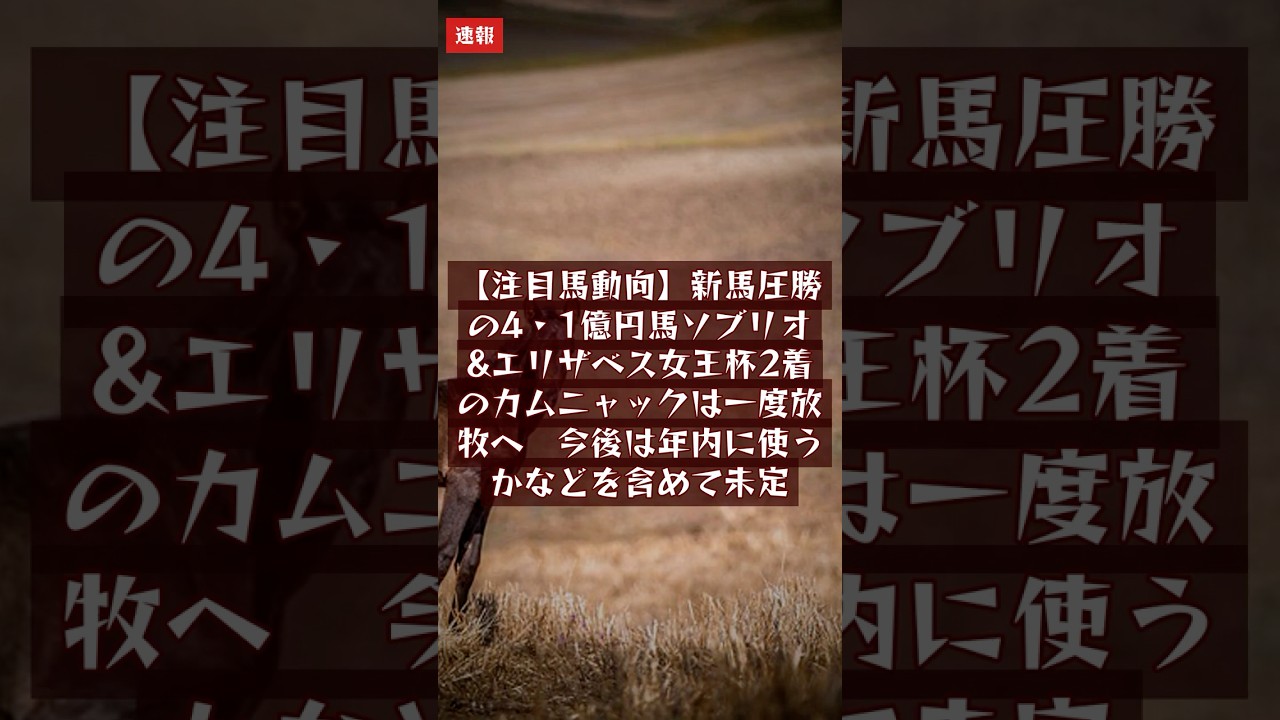 速報
【注目馬動向】新馬圧勝
の4・1億円馬ソブリオ
&エリザベス女王杯2着
のカムニャックは一度放
牧へ　今後は年内に使う
かなどを含めて未定